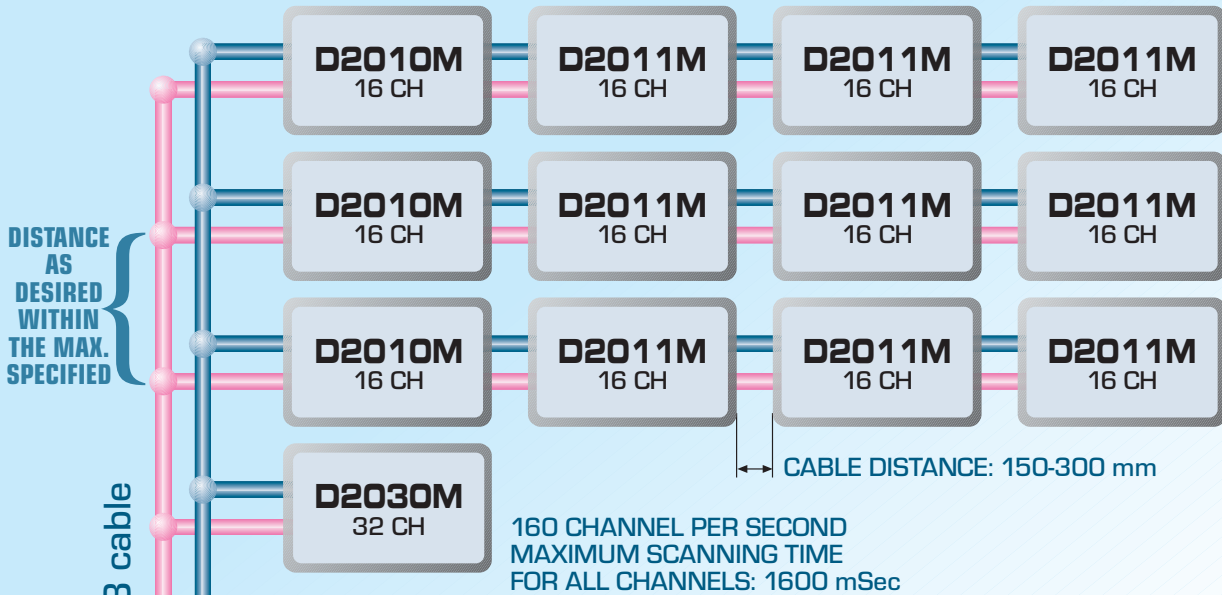 D2010M
16 CH
D2011M
16 CH
D2011M
16 CH
D2011M
16 CH
D2010M
16 CH
D2011M
16 CH
D2011M
16 CH
D2011M
16 CH
DISTANCE
AS
DESIRED
WITHIN
THE MAX.
SPECIFIED
D2010M
16 CH
D2011M
16 CH
D2011M
16 CH
D2011M
16 CH
CABLE DISTANCE: 150-300 mm
D2030M
32 CH
cable
160 CHANNEL PER SECOND
MAXIMUM SCANNING TIME
FOR ALL CHANNELS: 1600 mSec